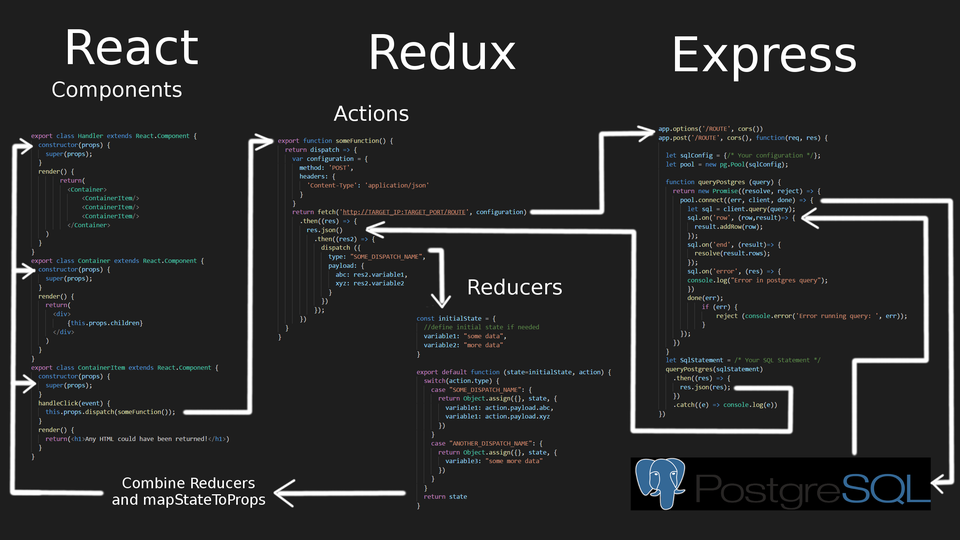 React
Components
export class Handler extends React.Component {
constructor(props) {
super(props);
}
render() {
return(
<Container>
<ContainerItem/>
<ContainerItem/>
<ContainerItem/>
</Container>
)
}
}
export class Container extends React.Component {
constructor(props) {
super(props);
}
render() {
return(
<div>
{this.props.children}
</div>
)
}
}
export class ContainerItem extends React.Component {
constructor(props) {
super(props);
}
handleClick(event) {
this.props.dispatch(someFunction());
}
render() {
return(<h1>Any HTML could have been returned!</h1>)
}
}
Combine Reducers
and mapStateToProps
Redux
Actions
export function someFunction() {
return dispatch => {
var configuration = {
method: 'POST',
headers: {
'Content-Type': 'application/json'
}
}
return fetch('http://TARGET_IP:TARGET_PORT/ROUTE', configuration)
.then((res) => {
res.json()
.then((res2) => {
dispatch ({
type: "SOME_DISPATCH_NAME",
payload: {
abc: res2.variable1,
xyz: res2.variable2
}
})
});
})
}
}
Reducers
const initialState = {
//define initial state if needed
variable1: "some data",
variable2: "more data"
}
export default function (state=initialState, action) {
switch(action.type) {
case "SOME_DISPATCH_NAME": {
return Object.assign({}, state, {
variable1: action.payload.abc,
variable1: action.payload.xyz
})
}
case "ANOTHER_DISPATCH_NAME": {
return Object.assign({}, state, {
variable3: "some more data"
})
}
}
return state
}
Express
app.options('/ROUTE', cors())
app.post('/ROUTE', cors(), function(req, res) {
let sqlConfig = {/* Your configuration */};
let pool = new pg.Pool(sqlConfig);
function queryPostgres (query) {
return new Promise((resolve, reject) => {
pool.connect((err, client, done) => {
let sql = client.query(query);
sql.on('row', (row,result)=> {
result.addRow(row);
});
sql.on('end', (result)=> {
resolve(result.rows);
});
sql.on('error', (res) => {
console.log("Error in postgres query");
})
done(err);
if (err) {
reject (console.error('Error running query: ', err));
}
});
})
}
let SqlStatement = /* Your SQL Statement */
queryPostgres(sqlStatement)
.then((res) => {
res.json(res);
})
.catch((e) => console.log(e))
})
PostgreSQL